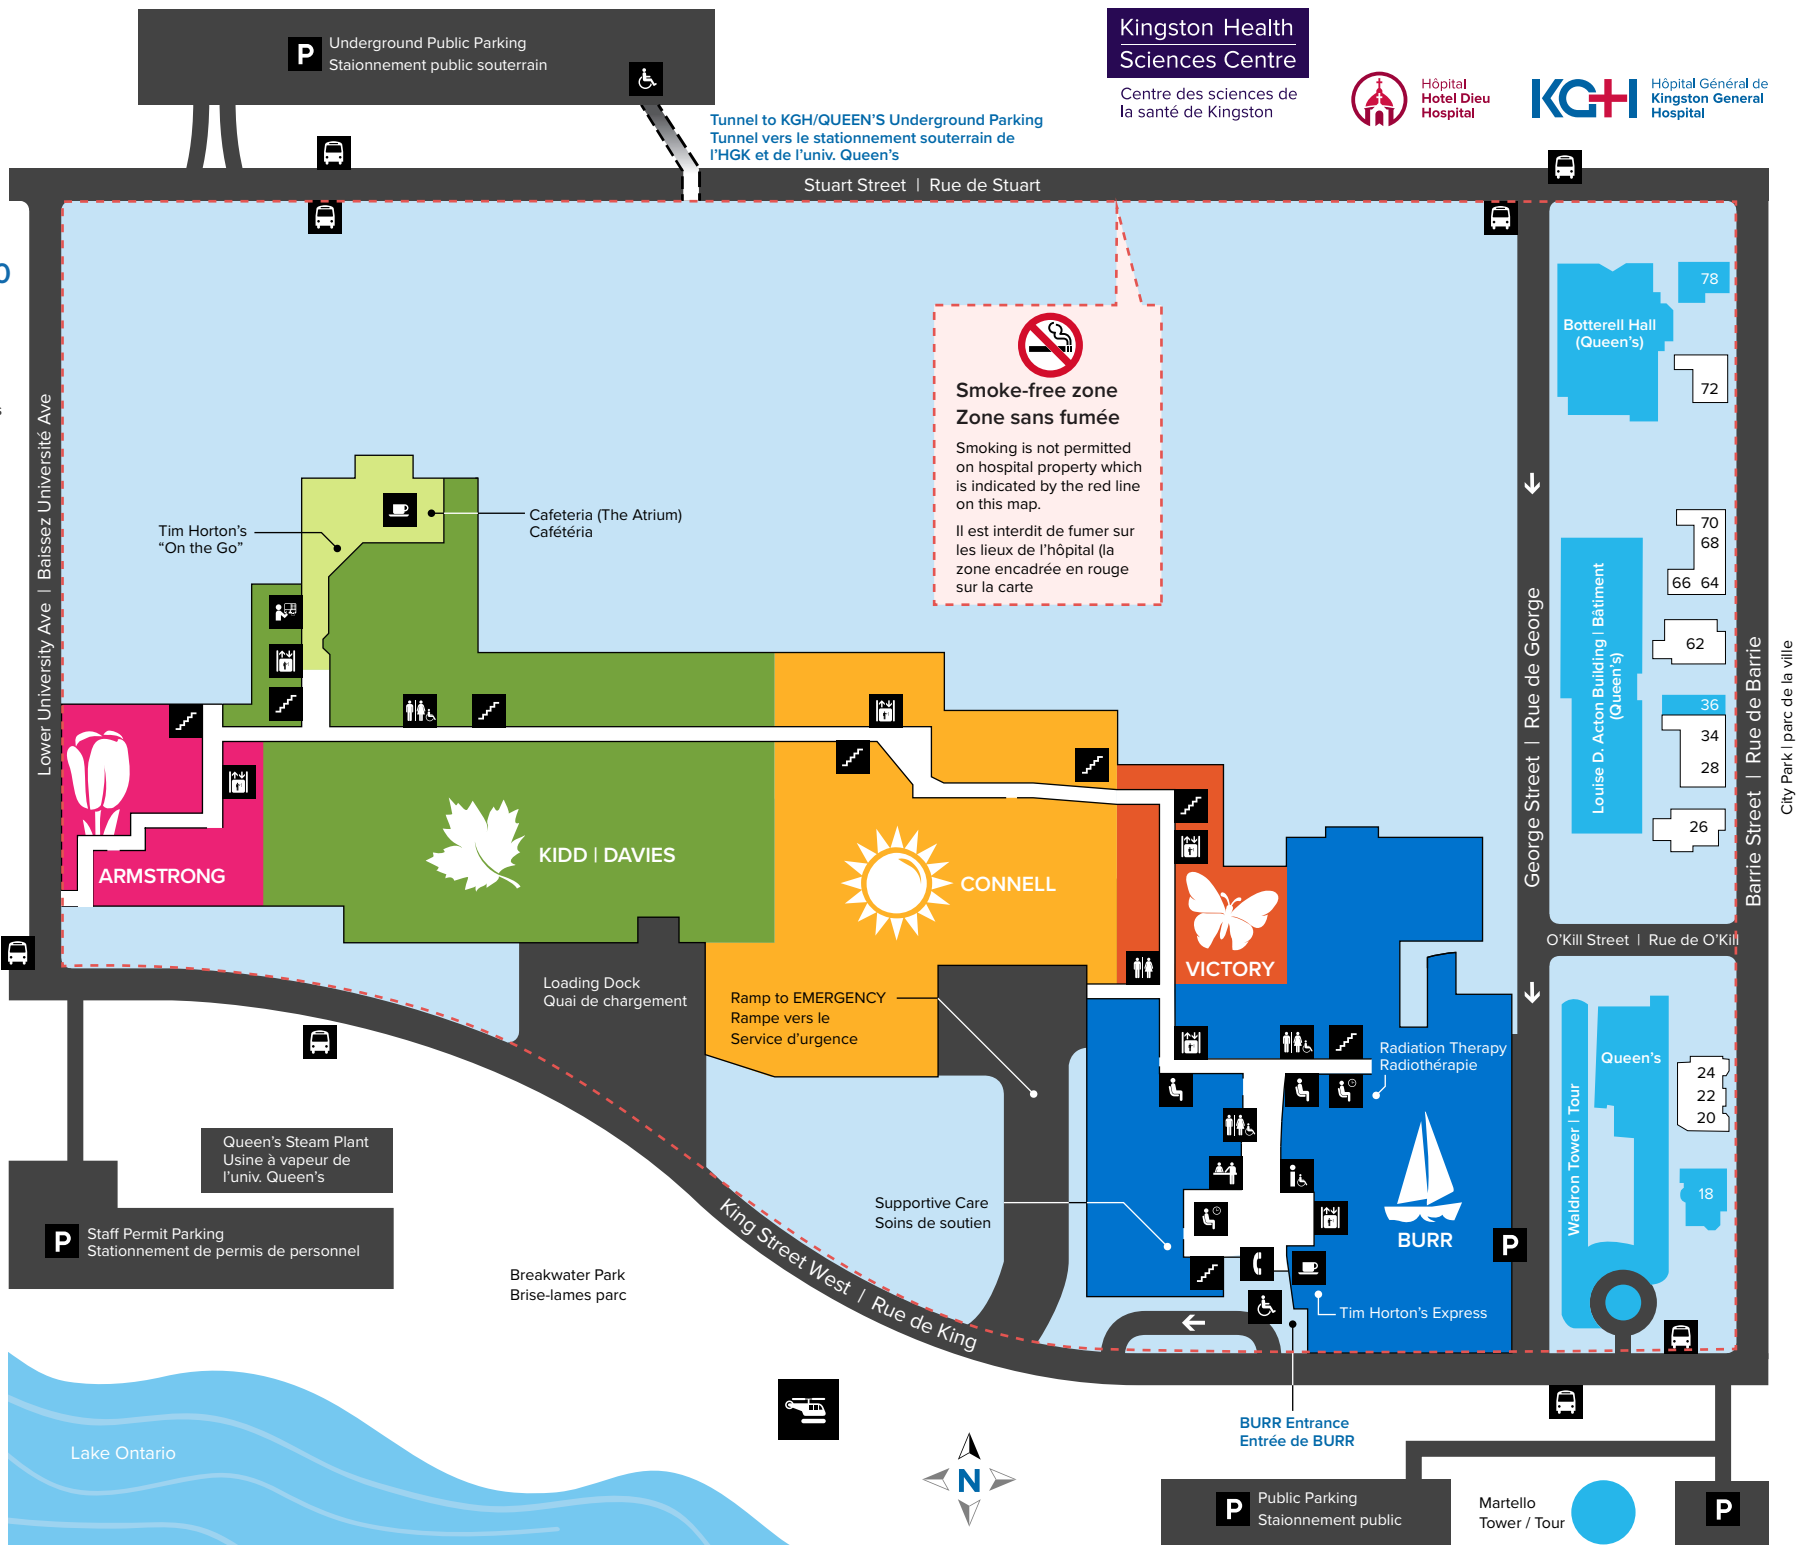 P Underground Public Parking
Staionnement public souterrain
Kingston Health
Sciences Centre
Centre des sciences de
la santé de Kingston
Hôpital
Hotel Dieu
Hospital
KGH
Hôpital Général de
Kingston General
Hospital
Tunnel to KGH/QUEEN'S Underground Parking
Tunnel vers le stationnement souterrain de
l'HGK et de l'univ. Queen's
Stuart Street | Rue de Stuart
0
s
Lower University Ave | Baissez Université Ave
Smoke-free zone
Zone sans fumée
Smoking is not permitted
on hospital property which
is indicated by the red line
on this map.
Il est interdit de fumer sur
les lieux de l'hôpital (la
zone encadrée en rouge
sur la carte
Botterell Hall
(Queen's)
78
72
70
68
66 64
62
36
34
28
26
Louise D. Acton Building | Bâtiment
(Queen's)
George Street | Rue de George
Barrie Street | Rue de Barrie
City Park | parc de la ville
Tim Horton's
"On the Go"
Cafeteria (The Atrium)
Cafétéria
ARMSTRONG
KIDD | DAVIES
CONNELL
VICTORY
O'Kill Street | Rue de O'Kill
Loading Dock
Quai de chargement
Ramp to EMERGENCY
Rampe vers le
Service d'urgence
Radiation Therapy
Radiothérapie
Queen's
Waldron Tower | Tour
24
22
20
18
Queen's Steam Plant
Usine à vapeur de
l'univ. Queen's
P Staff Permit Parking
Stationnement de permis de personnel
Supportive Care
Soins de soutien
BURR
P
King Street West | Rue de King
Breakwater Park
Brise-lames parc
Tim Horton's Express
BURR Entrance
Entrée de BURR
Lake Ontario
N
P Public Parking
Staionnement public
Martello
Tower / Tour
P